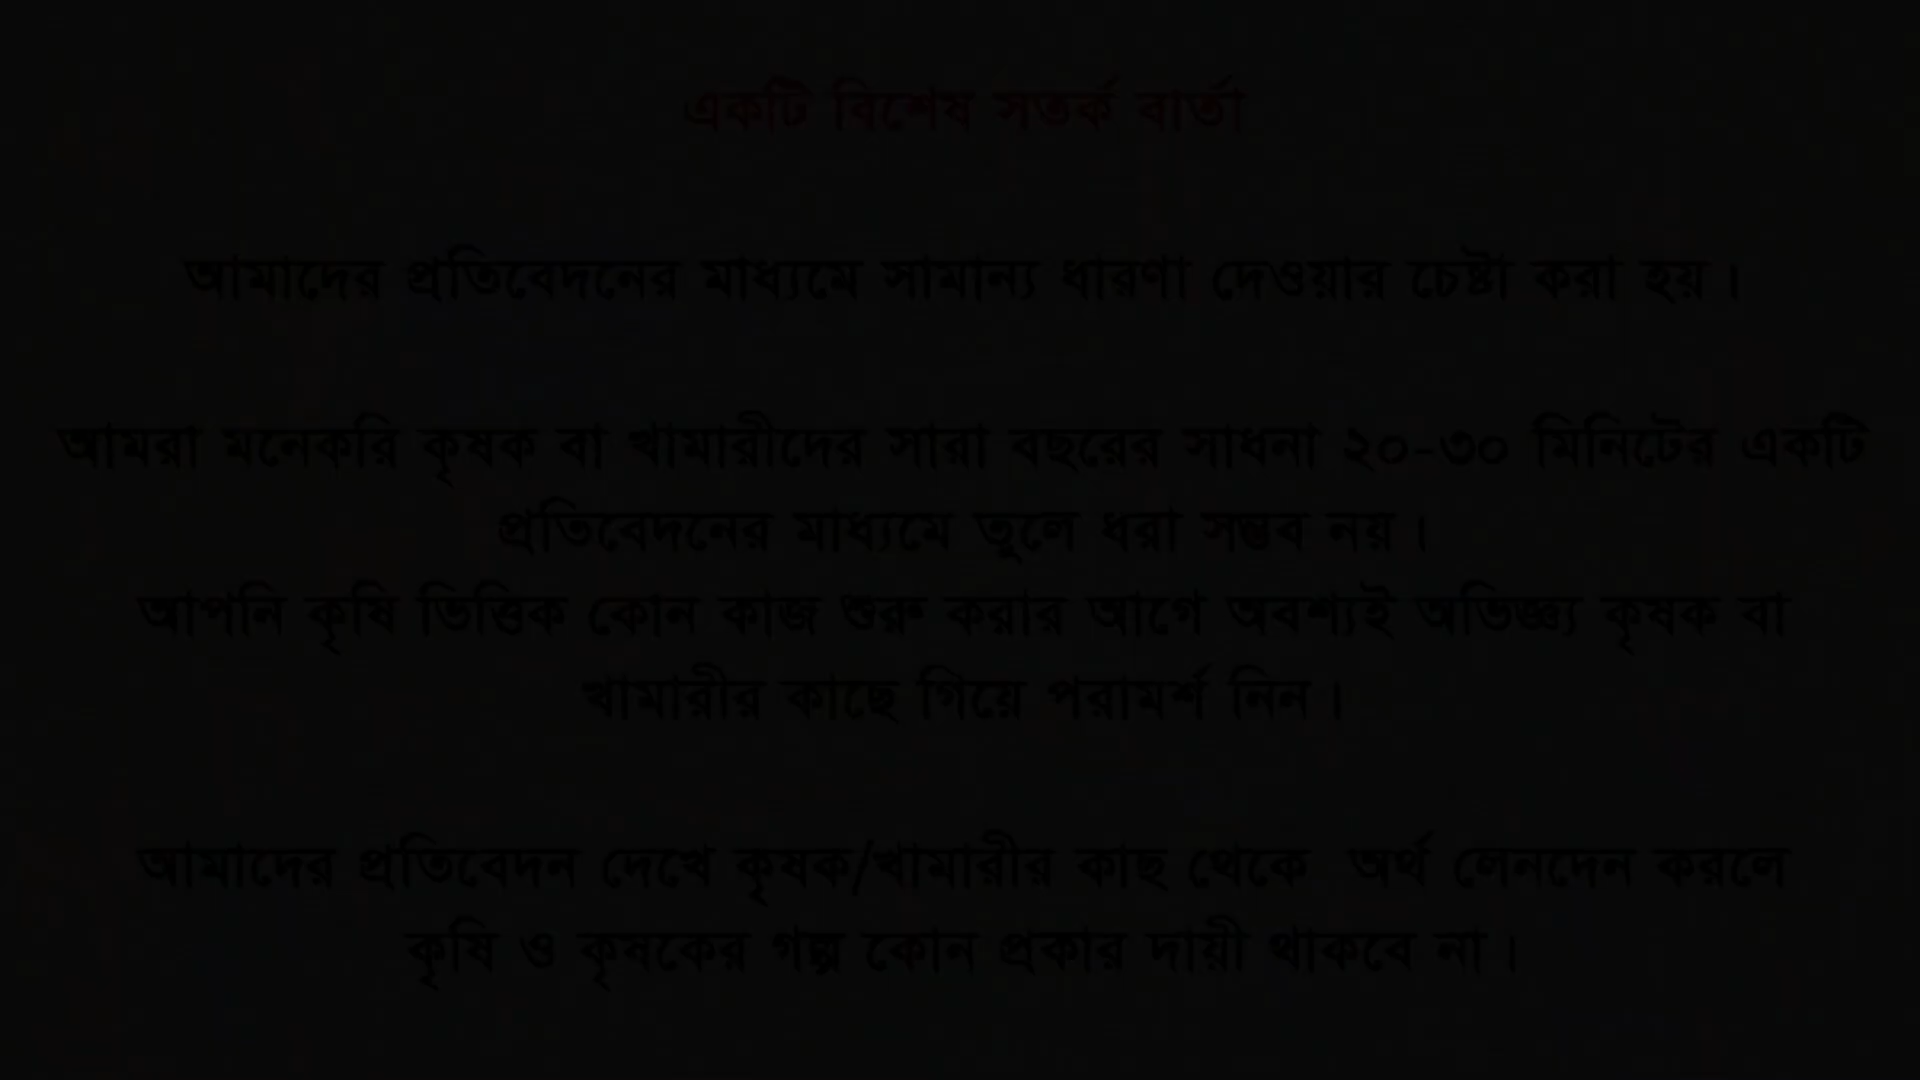 একটি বিশেষ সতর্ক বার্তা
আমাদের প্রতিবেদনের মাধ্যমে সামান্য ধারণা দেওয়ার চেষ্টা করা হয়।
আমরা মনেকরি কৃষক বা খামারীদের সারা বছরের সাধনা ২০-৩০ মিনিটের একটি
প্রতিবেদনের মাধ্যমে তুলে ধরা সম্ভব নয়।
আপনি কৃষি ভিত্তিক কোন কাজ শুরু করার আগে অবশ্যই অভিজ্ঞ্য কৃষক বা
খামারীর কাছে গিয়ে পরামর্শ নিন।
আমাদের প্রতিবেদন দেখে কৃষক/খামারীর কাছ থেকে অর্থ লেনদেন করলে
কৃষি ও কৃষকের গল্প কোন প্রকার দায়ী থাকবে না।